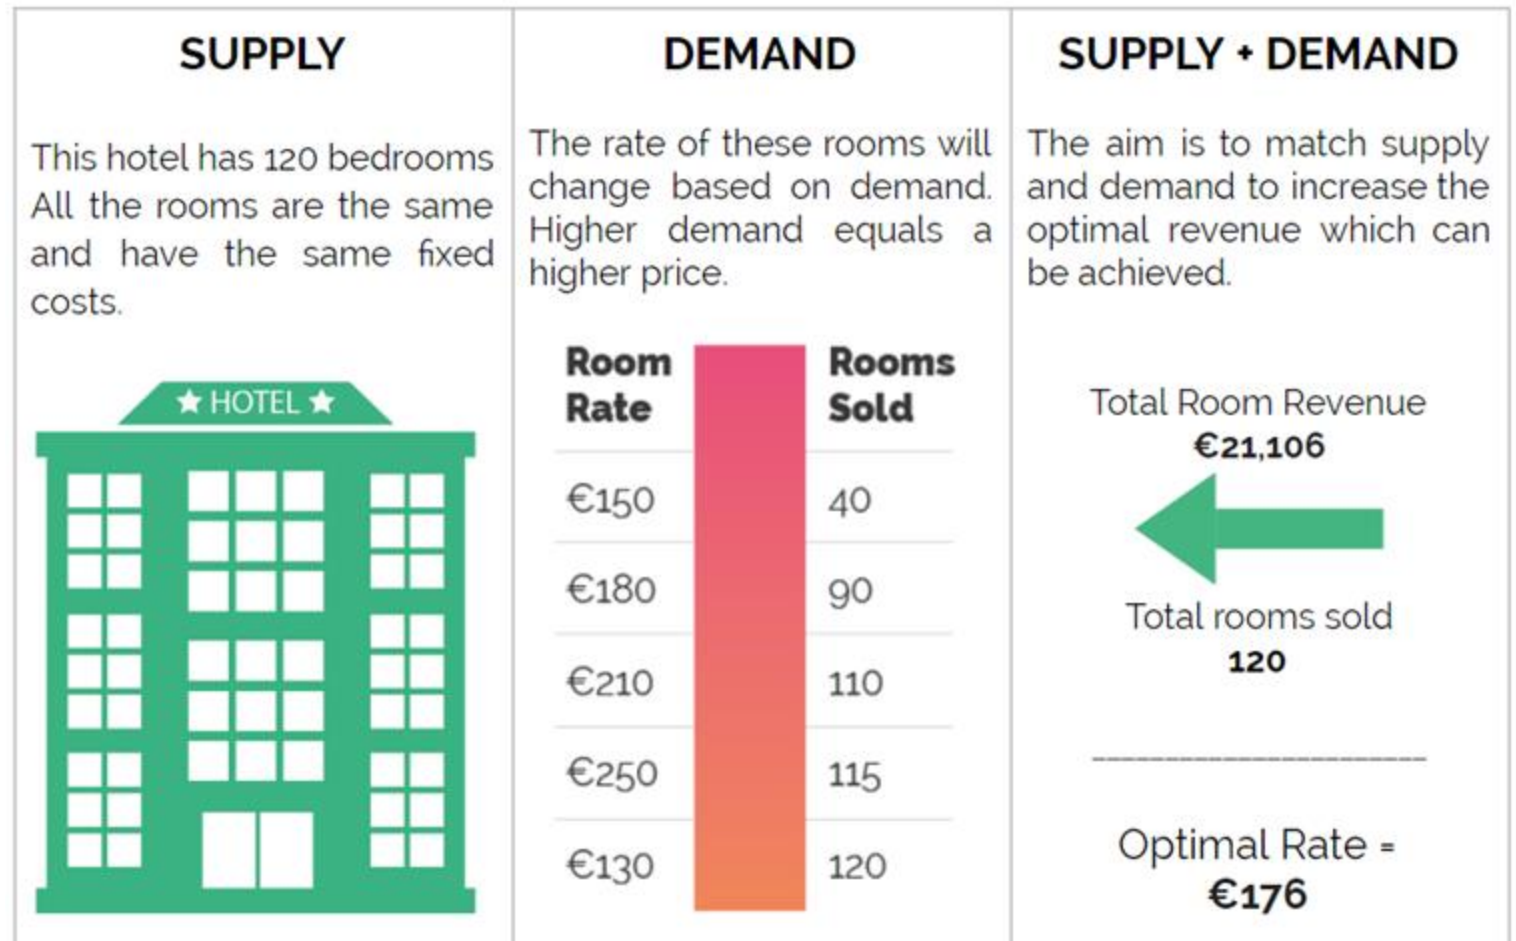 SUPPLY
This hotel has 120 bedrooms
All the rooms are the same
and have the same fixed
costs.
★ HOTEL ★
DEMAND
The rate of these rooms will
change based on demand.
Higher demand equals a
higher price.
Room Rate
Rooms Sold
€150 40
€180 90
€210 110
€250 115
€130 120
SUPPLY + DEMAND
The aim is to match supply
and demand to increase the
optimal revenue which can
be achieved.
Total Room Revenue
€21,106
Total rooms sold
120
Optimal Rate =
€176